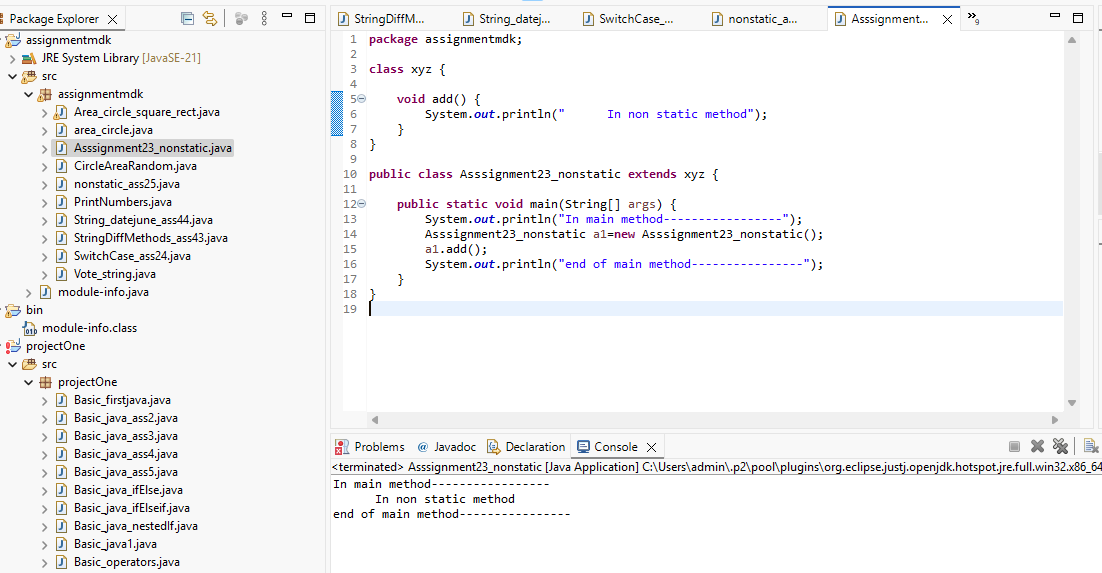 Package Explorer
assignmentmdk
JRE System Library [JavaSE-21]
src
assignmentmdk
Area_circle_square_rect.java
area_circle.java
Asssignment23_nonstatic.java
CircleAreaRandom.java
nonstatic_ass25.java
PrintNumbers.java
String_datejune_ass44.java
StringDiffMethods_ass43.java
SwitchCase_ass24.java
Vote_string.java
module-info.java
bin
module-info.class
projectOne
src
projectOne
Basic_firstjava.java
Basic_java_ass2.java
Basic_java_ass3.java
Basic_java_ass4.java
Basic_java_ass5.java
Basic_java_ifElse.java
Basic_java_ifElseif.java
Basic_java_nestedIf.java
Basic_java1.java
Basic_operators.java
StringDiffM... String_datej... SwitchCase_... nonstatic_a... Asssignment... 9
1 package assignmentmdk;
2
3 class xyz {
4
5     void add() {
6         System.out.println("      In non static method");
7     }
8 }
9
10 public class Asssignment23_nonstatic extends xyz {
11
12     public static void main(String[] args) {
13         System.out.println("In main method-----------------");
14         Asssignment23_nonstatic a1=new Asssignment23_nonstatic();
15         a1.add();
16         System.out.println("end of main method----------------");
17     }
18 }
19
Problems Javadoc Declaration Console
<terminated> Asssignment23_nonstatic [Java Application] C:\Users\admin\.p2\pool\plugins\org.eclipse.justj.openjdk.hotspot.jre.full.win32.x86_64
In main method-----------------
      In non static method
end of main method----------------